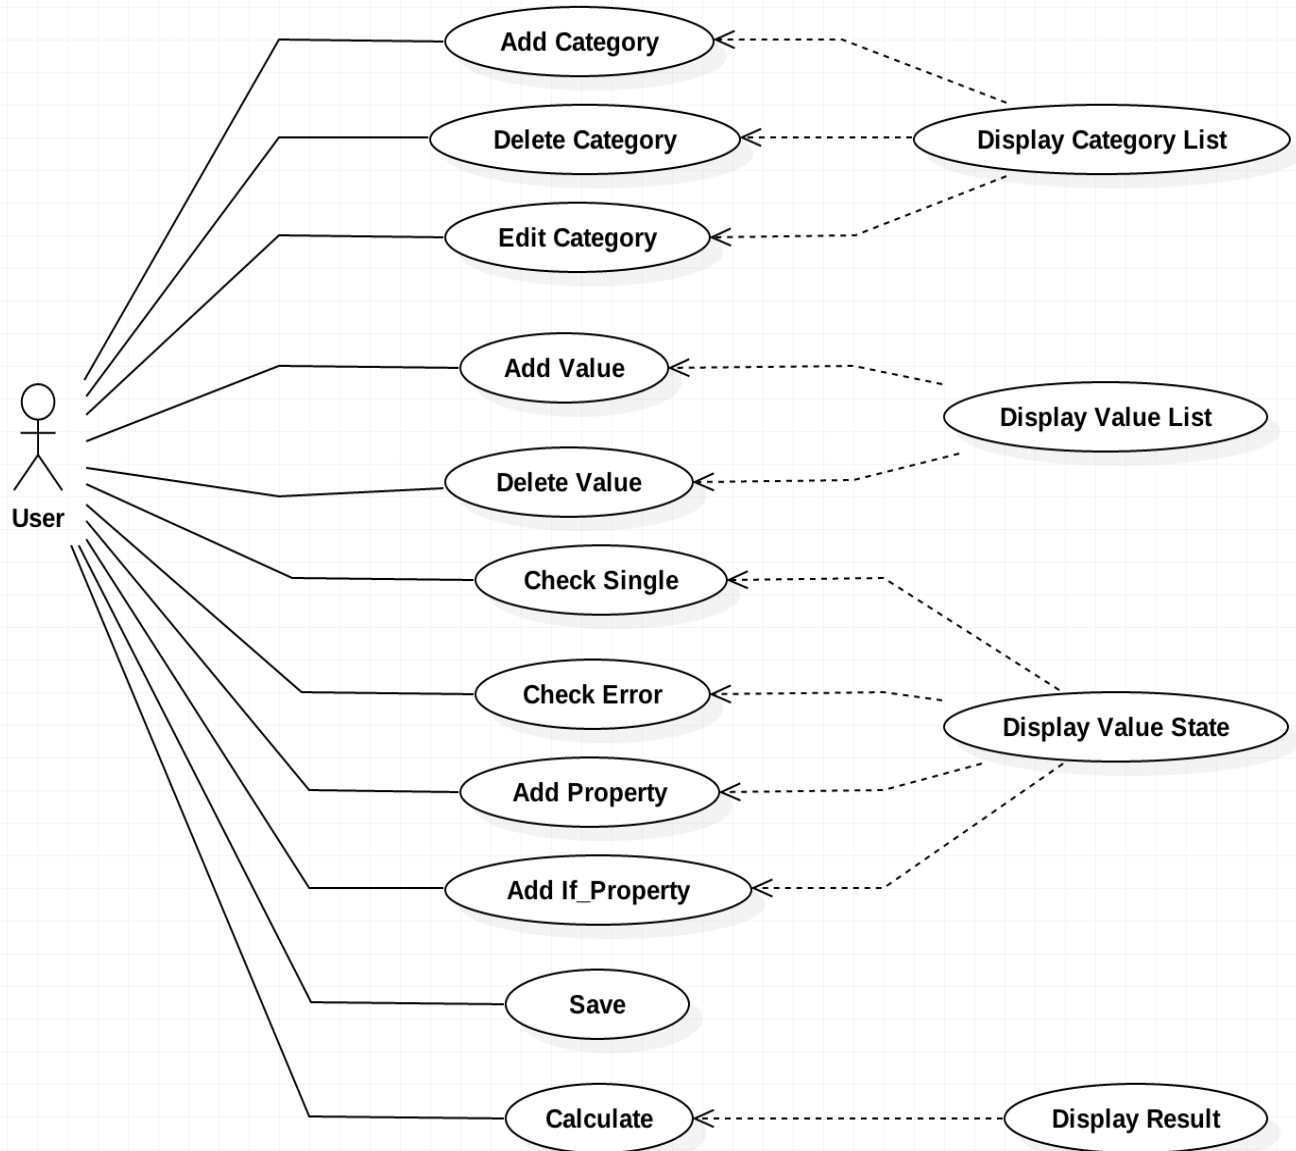 Add Category
Delete Category
Display Category List
Edit Category
Add Value
Display Value List
Delete Value
User
Check Single
Check Error
Display Value State
Add Property
Add If_Property
Save
Calculate
Display Result